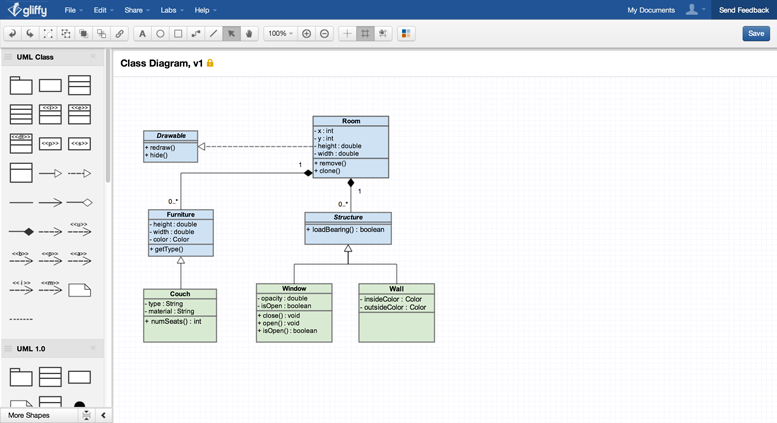 gliffy
File
Edit
Share
Labs
Help
My Documents
Send Feedback
A
100%
Save
UML Class
Class Diagram, v1
Drawable
+ redraw()
+ hide()
Room
- x : int
- y : int
- height : double
- width : double
+ remove()
+ clone()
1
1
0..*
0..*
Furniture
- height : double
- width : double
- color : Color
+ getType()
Structure
+ loadBearing() : boolean
Couch
- type : String
- material : String
+ numSeats() : int
Window
- opacity : double
- isOpen : boolean
+ close() : void
+ open() : void
+ isOpen() : boolean
Wall
- insideColor : Color
- outsideColor : Color
UML 1.0
More Shapes